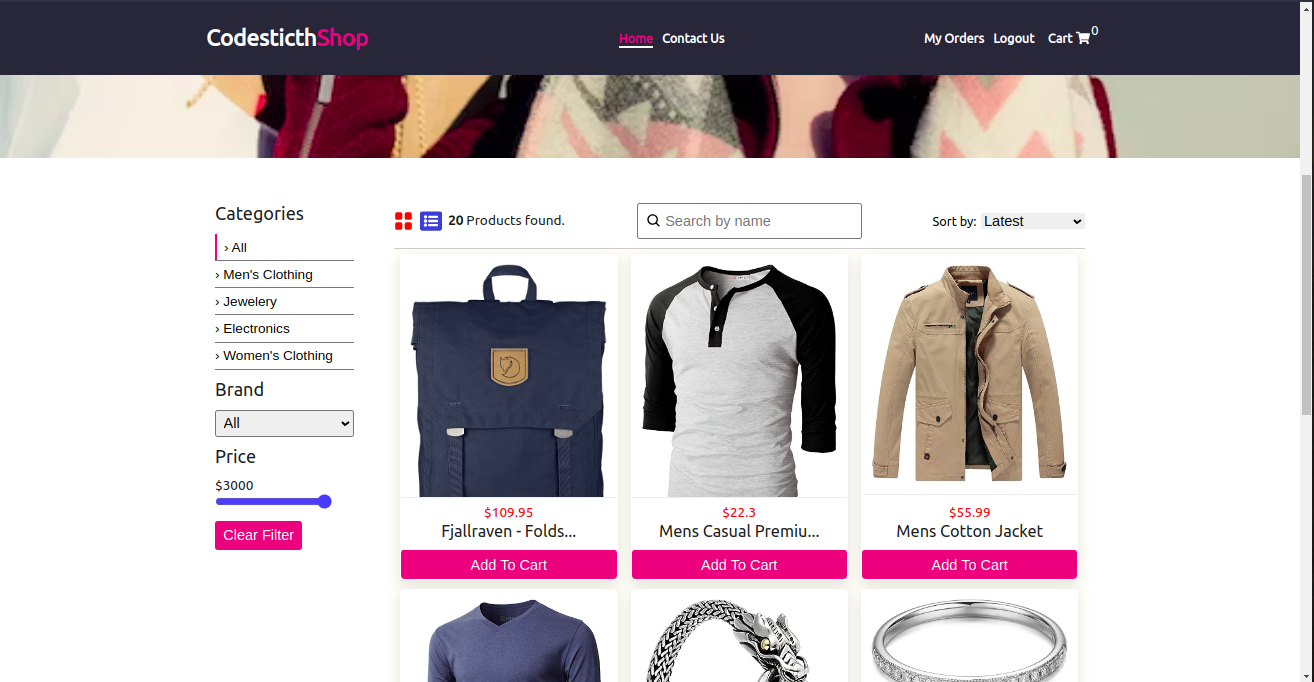 CodesticthShop
Home Contact Us
My Orders Logout Cart 0
Categories
› All
› Men's Clothing
› Jewelery
› Electronics
› Women's Clothing
Brand
All
Price
$3000
Clear Filter
20 Products found.
Search by name
Sort by: Latest
$109.95
Fjallraven - Folds...
Add To Cart
$22.3
Mens Casual Premiu...
Add To Cart
$55.99
Mens Cotton Jacket
Add To Cart